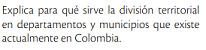 Explica para qué sirve la división territorial
en departamentos y municipios que existe
actualmente en Colombia.